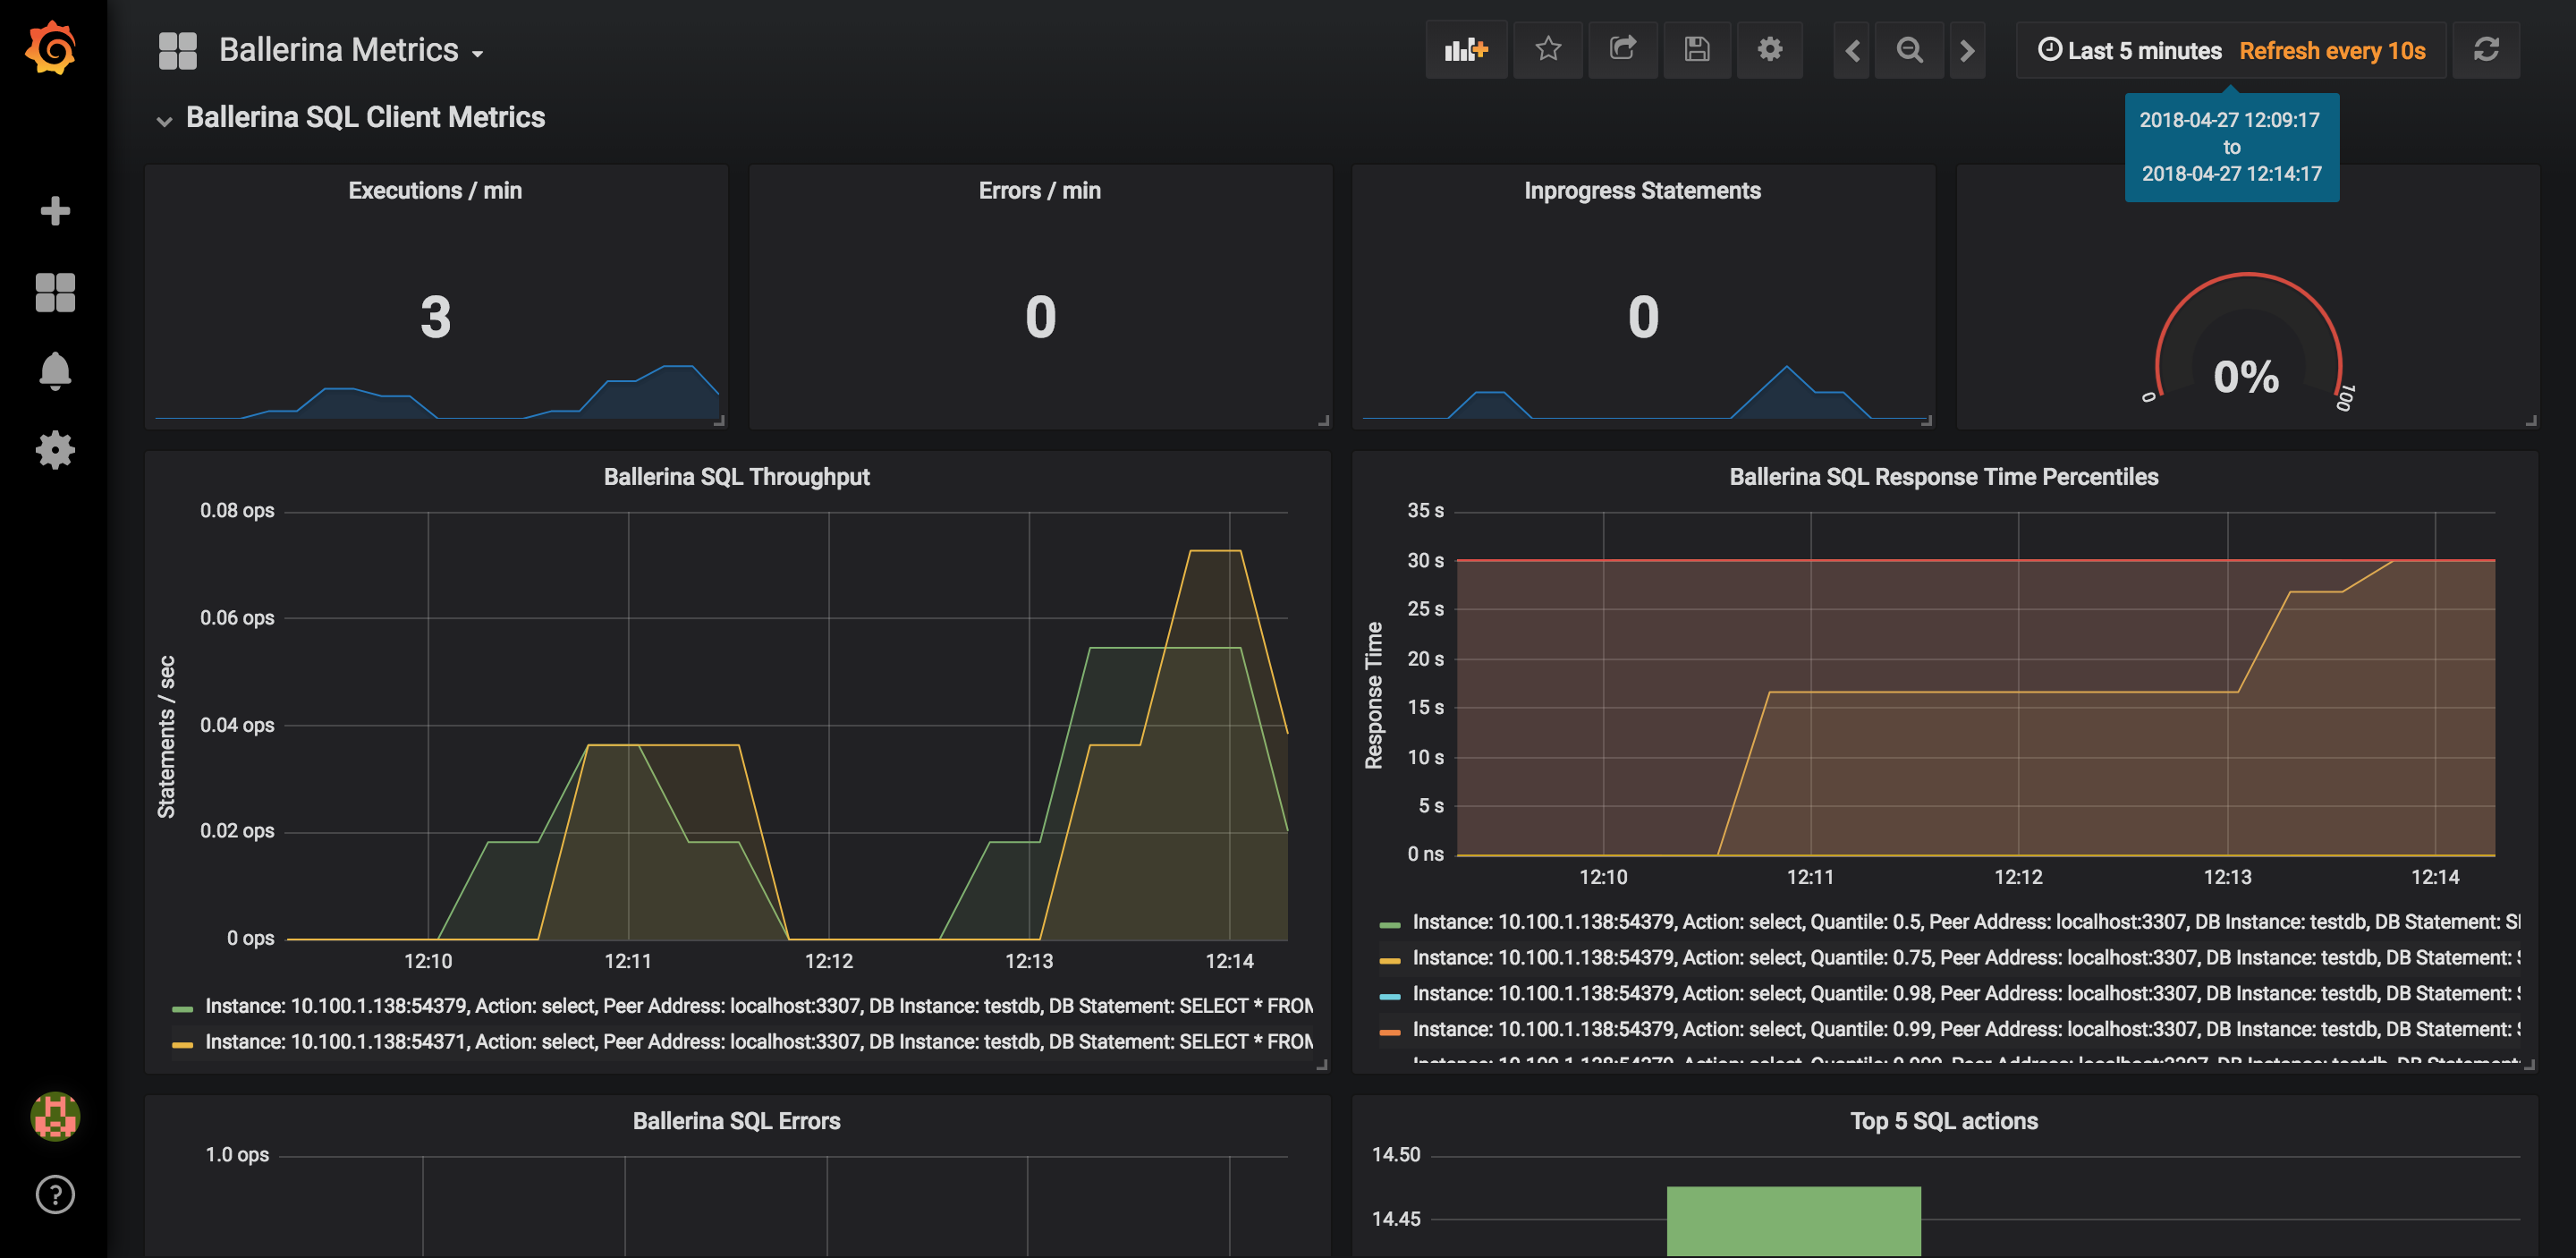 Ballerina Metrics
Last 5 minutes Refresh every 10s
Ballerina SQL Client Metrics
2018-04-27 12:09:17
to
2018-04-27 12:14:17
Executions / min
3
Errors / min
0
Inprogress Statements
0
0%
0
100
Ballerina SQL Throughput
Statements / sec
0.08 ops
0.06 ops
0.04 ops
0.02 ops
0 ops
12:10
12:11
12:12
12:13
12:14
Instance: 10.100.1.138:54379, Action: select, Peer Address: localhost:3307, DB Instance: testdb, DB Statement: SELECT * FROM
Instance: 10.100.1.138:54371, Action: select, Peer Address: localhost:3307, DB Instance: testdb, DB Statement: SELECT * FROM
Ballerina SQL Response Time Percentiles
Response Time
35 s
30 s
25 s
20 s
15 s
10 s
5 s
0 ns
12:10
12:11
12:12
12:13
12:14
Instance: 10.100.1.138:54379, Action: select, Quantile: 0.5, Peer Address: localhost:3307, DB Instance: testdb, DB Statement:
Instance: 10.100.1.138:54379, Action: select, Quantile: 0.75, Peer Address: localhost:3307, DB Instance: testdb, DB Statement:
Instance: 10.100.1.138:54379, Action: select, Quantile: 0.98, Peer Address: localhost:3307, DB Instance: testdb, DB Statement:
Instance: 10.100.1.138:54379, Action: select, Quantile: 0.99, Peer Address: localhost:3307, DB Instance: testdb, DB Statement:
Ballerina SQL Errors
1.0 ops
Top 5 SQL actions
14.50
14.45